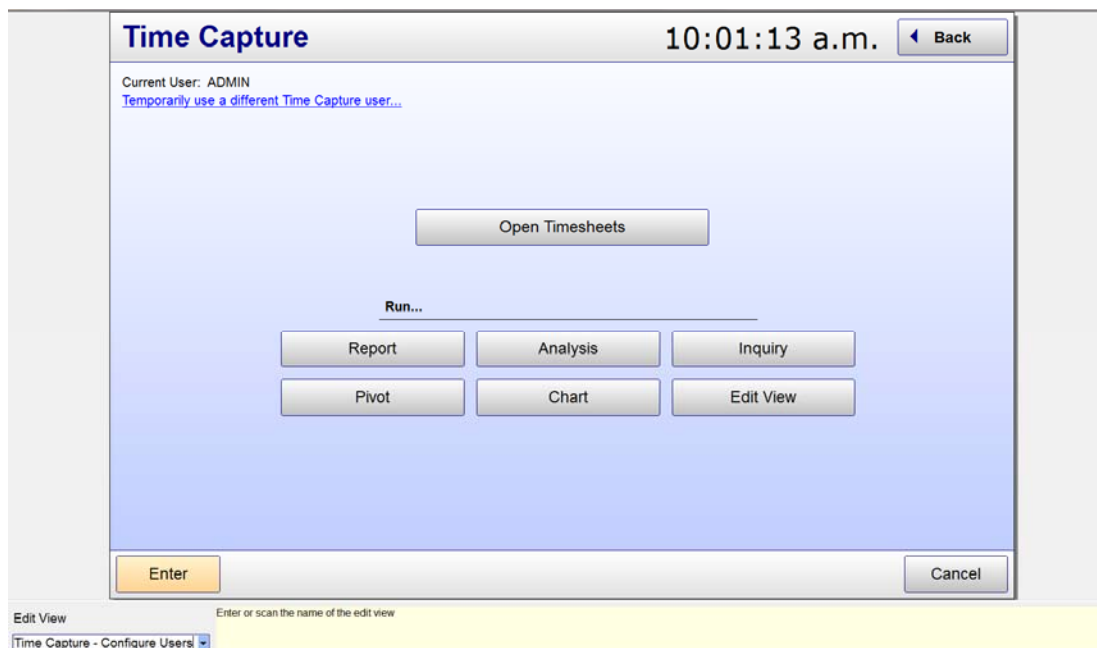 Time Capture
10:01:13 a.m.
Back
Current User: ADMIN
Temporarily use a different Time Capture user...
Open Timesheets
Run...
Report
Analysis
Inquiry
Pivot
Chart
Edit View
Enter
Cancel
Edit View
Enter or scan the name of the edit view
Time Capture - Configure Users